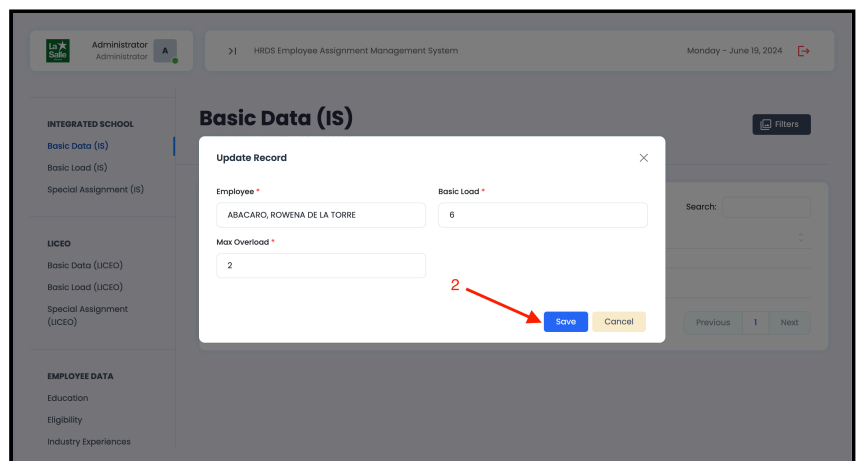 La Salle
Administrator
Administrator
A
HRDS Employee Assignment Management System
Monday - June 19, 2024
INTEGRATED SCHOOL
Basic Data (IS)
Basic Load (IS)
Special Assignment (IS)
LICEO
Basic Data (LICEO)
Basic Load (LICEO)
Special Assignment
(LICEO)
EMPLOYEE DATA
Education
Eligibility
Industry Experiences
Basic Data (IS)
Filters
Update Record
Employee *
Basic Load *
ABACARO, ROWENA DE LA TORRE
6
Max Overload *
2
2
Save
Cancel
Search:
Previous 1 Next